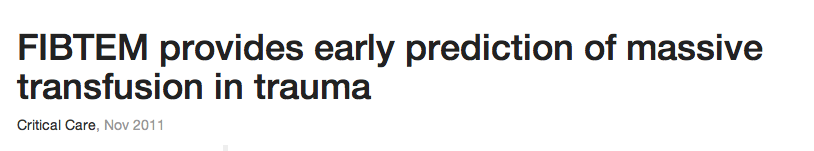 FIBTEM provides early prediction of massive
transfusion in trauma
Critical Care, Nov 2011